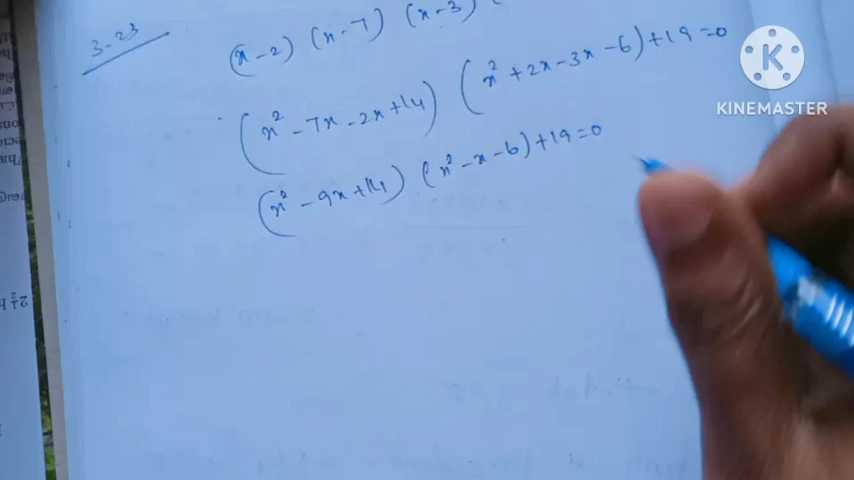 3.23
(x-2) (x-7) (x-3) (
(x² - 7x - 2x + 14) (x² + 2x - 3x - 6) + 19 = 0
(x² - 9x + 14) (x² - x - 6) + 19 = 0
KINEMASTER